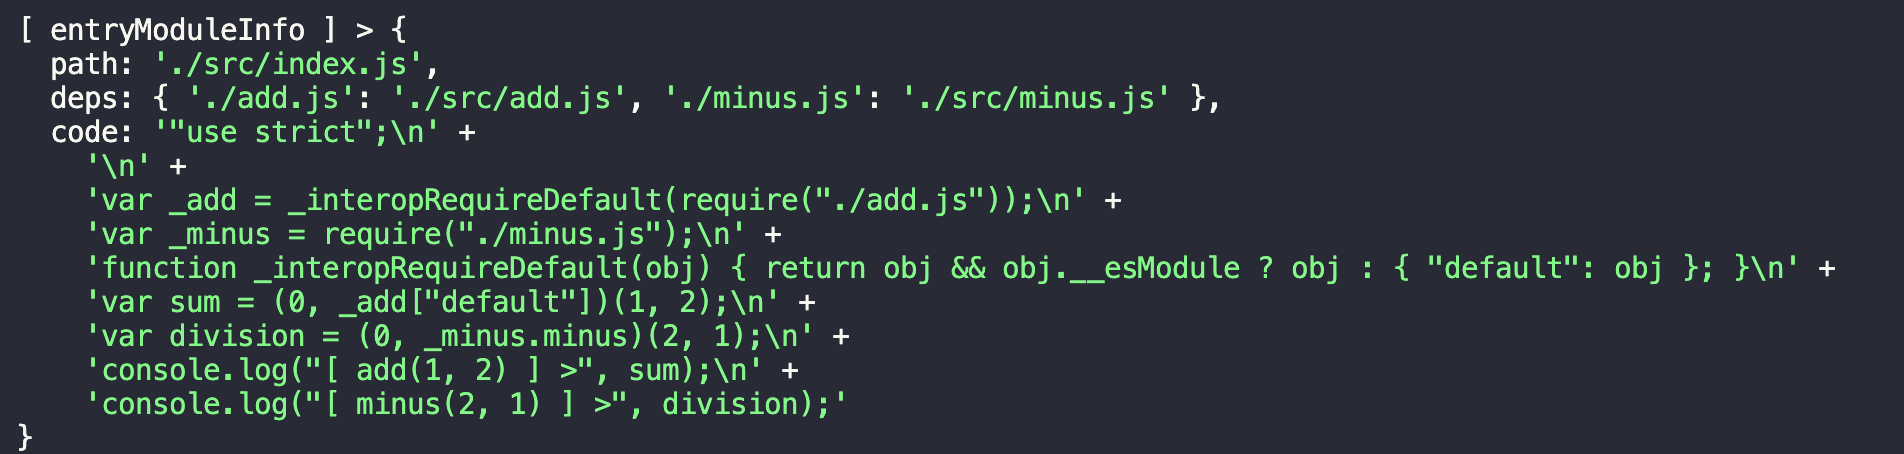 [ entryModuleInfo ] > {
  path: './src/index.js',
  deps: { './add.js': './src/add.js', './minus.js': './src/minus.js' },
  code: '"use strict";\n' +
    '\n' +
    'var _add = _interopRequireDefault(require("./add.js"));\n' +
    'var _minus = require("./minus.js");\n' +
    'function _interopRequireDefault(obj) { return obj && obj.__esModule ? obj : { "default": obj }; }\n' +
    'var sum = (0, _add["default"])(1, 2);\n' +
    'var division = (0, _minus.minus)(2, 1);\n' +
    'console.log("[ add(1, 2) ] >", sum);\n' +
    'console.log("[ minus(2, 1) ] >", division);'
}